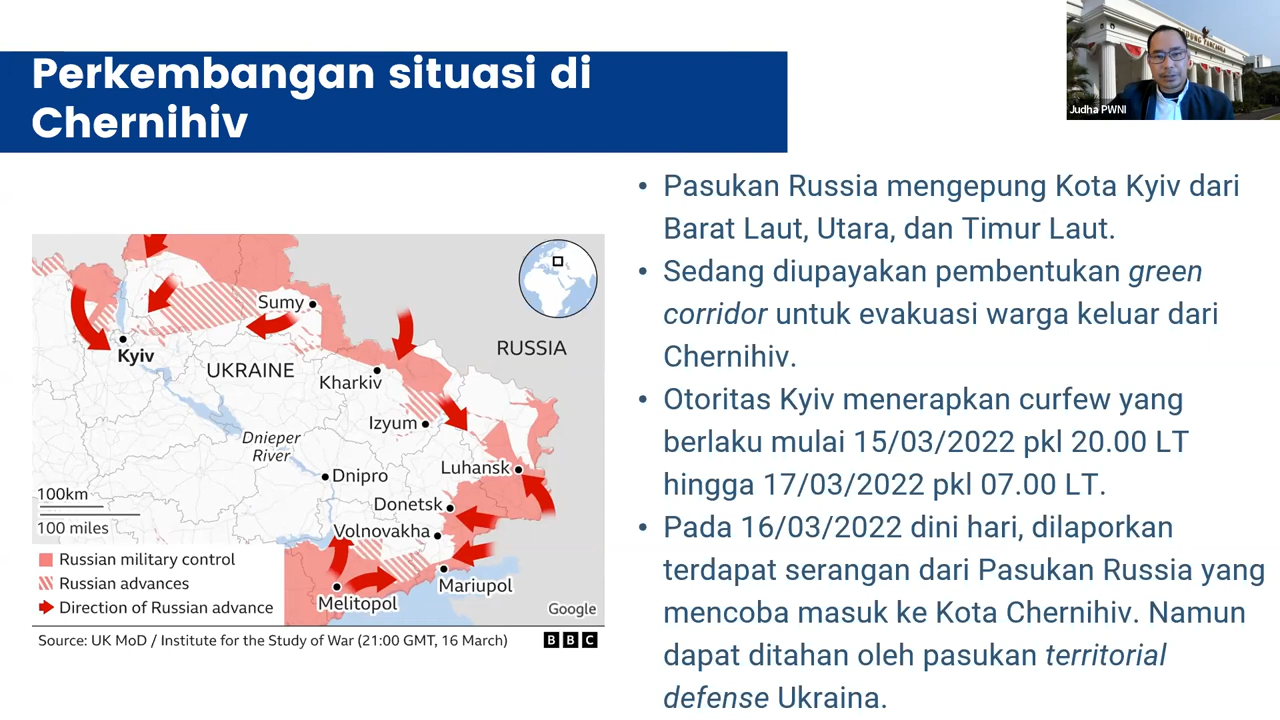 Perkembangan situasi di
Chernihiv
Judha PWNI
Pasukan Russia mengepung Kota Kyiv dari
Barat Laut, Utara, dan Timur Laut.
Sedang diupayakan pembentukan green
corridor untuk evakuasi warga keluar dari
Chernihiv.
Otoritas Kyiv menerapkan curfew yang
berlaku mulai 15/03/2022 pkl 20.00 LT
hingga 17/03/2022 pkl 07.00 LT.
Pada 16/03/2022 dini hari, dilaporkan
terdapat serangan dari Pasukan Russia yang
mencoba masuk ke Kota Chernihiv. Namun
dapat ditahan oleh pasukan territorial
defense Ukraina.
Sumy
Kyiv
UKRAINE
RUSSIA
Kharkiv
Izyum
Dnieper
River
Luhansk
Dnipro
Donetsk
Volnovakha
Mariupol
Melitopol
100km
100 miles
Russian military control
Russian advances
Direction of Russian advance
Google
Source: UK MoD / Institute for the Study of War (21:00 GMT, 16 March)
BBC